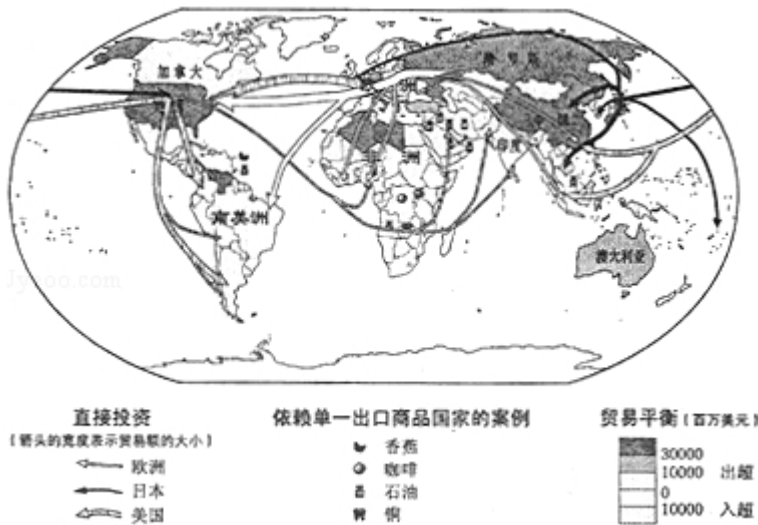 加拿大
俄罗斯
洲
中国
印度
非洲
南美洲
澳大利亚
Jyeoo.com
直接投资
(箭头的宽度表示贸易额的大小)
欧洲
日本
美国
依赖单一出口商品国家的案例
香蕉
咖啡
石油
铜
贸易平衡(百万美元)
30000
10000 出超
0
10000 入超